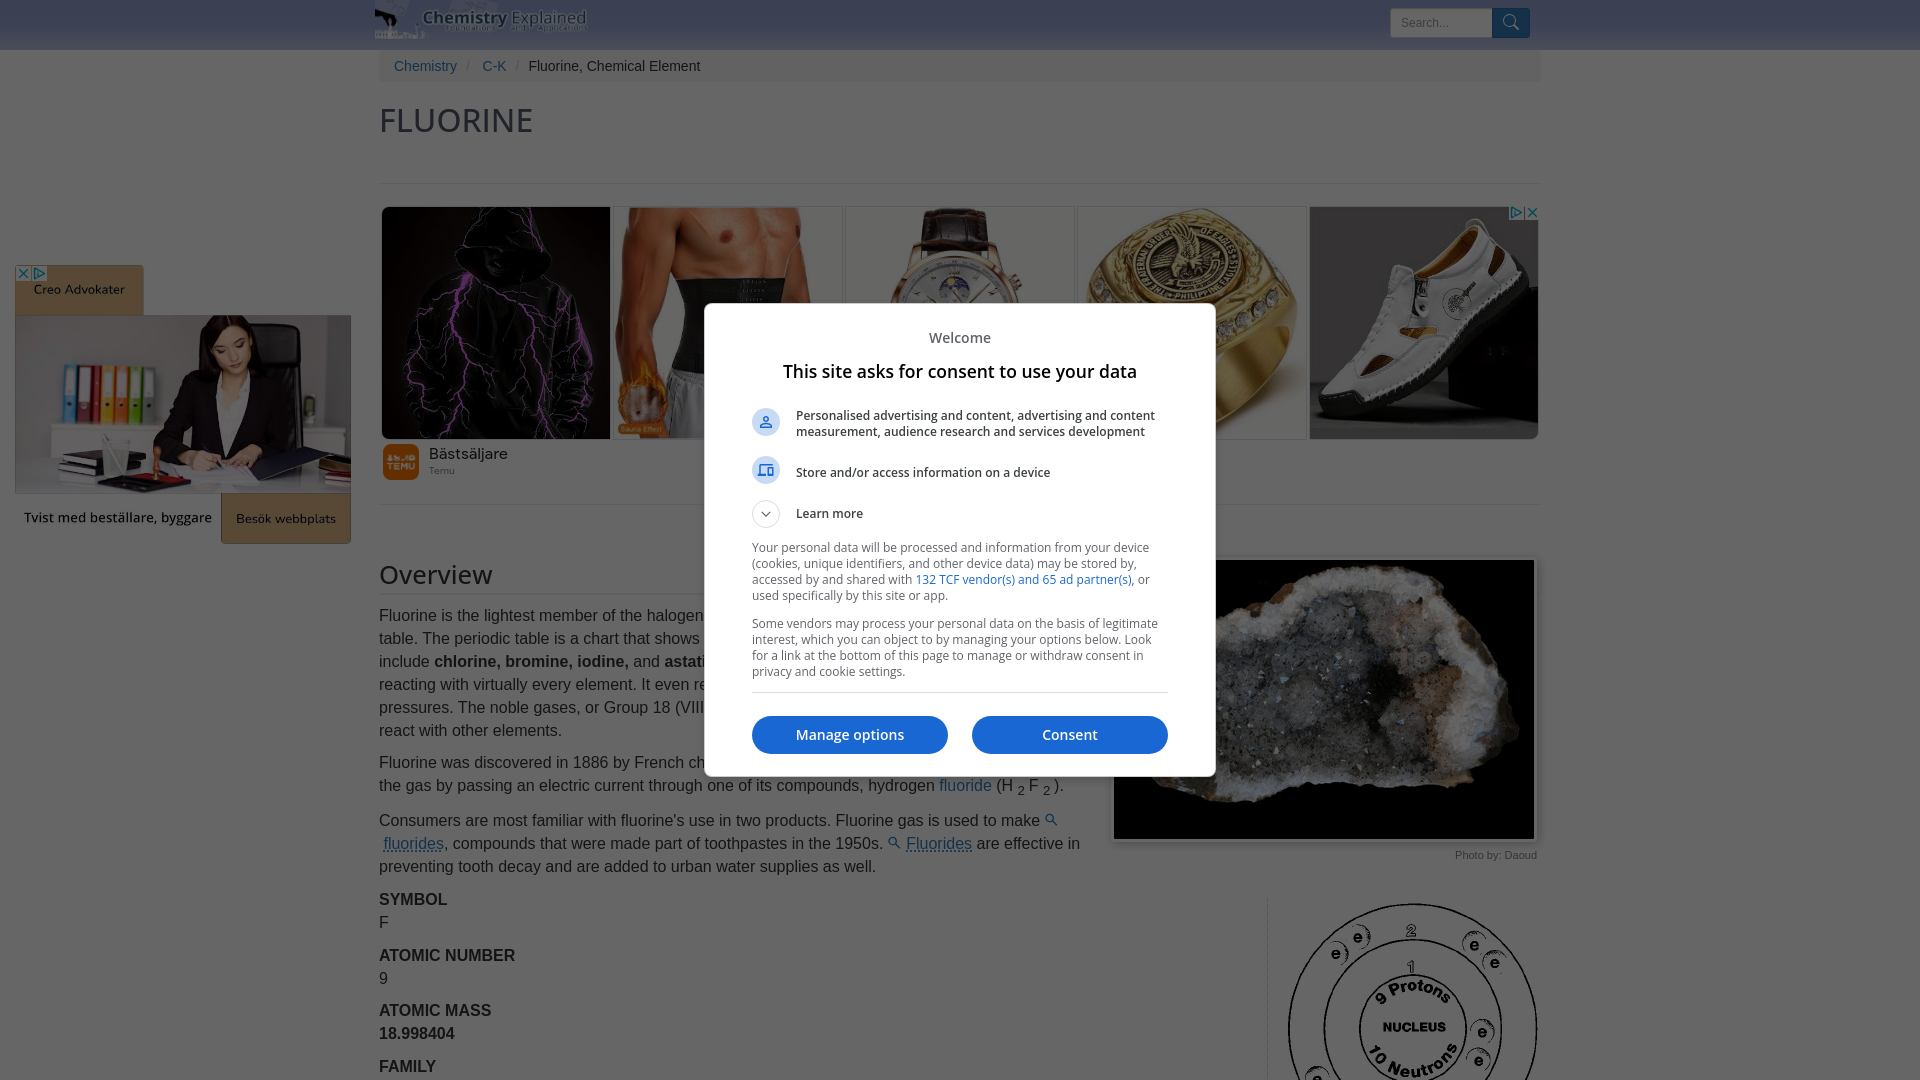 Chemistry Explained
Foundations and Applications
Search...
Chemistry / C-K / Fluorine, Chemical Element
FLUORINE
Creo Advokater
Tvist med beställare, byggare
Besök webbplats
Sauna Effect
TEMU
Bästsäljare
Temu
Welcome
This site asks for consent to use your data
Personalised advertising and content, advertising and content
measurement, audience research and services development
Store and/or access information on a device
Learn more
Your personal data will be processed and information from your device
(cookies, unique identifiers, and other device data) may be stored by,
accessed by and shared with 132 TCF vendor(s) and 65 ad partner(s), or
used specifically by this site or app.
Some vendors may process your personal data on the basis of legitimate
interest, which you can object to by managing your options below. Look
for a link at the bottom of this page to manage or withdraw consent in
privacy and cookie settings.
Manage options
Consent
Overview
Fluorine is the lightest member of the halogen
table. The periodic table is a chart that shows
include chlorine, bromine, iodine, and
reacting with virtually every element. It even
pressures. The noble gases, or Group 18
react with other elements.
Fluorine was discovered in 1886 by French
the gas by passing an electric current through one of its compounds, hydrogen fluoride (H 2 F 2 ).
Consumers are most familiar with fluorine's use in two products. Fluorine gas is used to make
fluorides, compounds that were made part of toothpastes in the 1950s. Fluorides are effective in
preventing tooth decay and are added to urban water supplies as well.
Photo by: Daoud
SYMBOL
F
ATOMIC NUMBER
9
ATOMIC MASS
18.998404
FAMILY
2
1
e
e
e
e
9 Protons
NUCLEUS
10 Neutrons
e
e
e